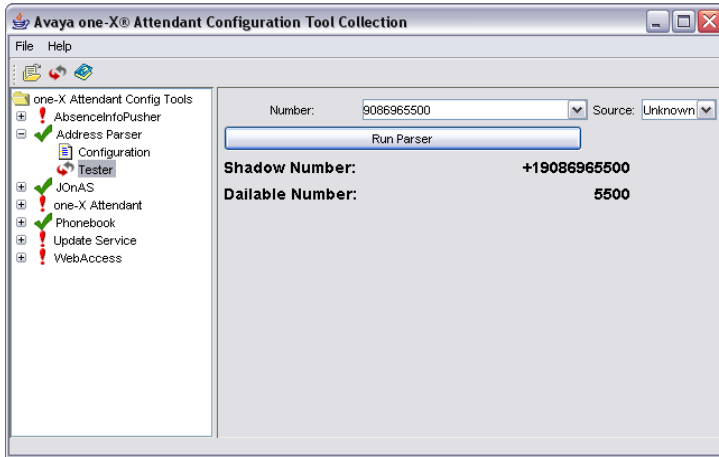 Avaya one-X® Attendant Configuration Tool Collection
File Help
one-X Attendant Config Tools
AbsenceInfoPusher
Address Parser
Configuration
Tester
JOnAS
one-X Attendant
Phonebook
Update Service
WebAccess
Number: 9086965500 Source: Unknown
Run Parser
Shadow Number: +19086965500
Dailable Number: 5500